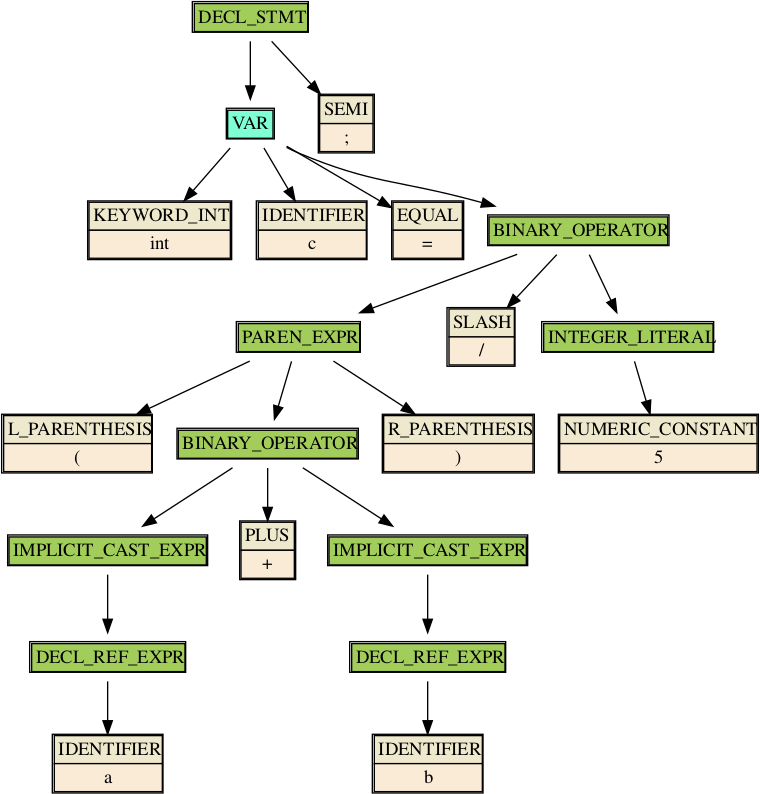 DECL_STMT
VAR
SEMI
;
KEYWORD_INT
int
IDENTIFIER
c
EQUAL
=
BINARY_OPERATOR
PAREN_EXPR
SLASH
/
INTEGER_LITERAL
L_PARENTHESIS
(
BINARY_OPERATOR
R_PARENTHESIS
)
NUMERIC_CONSTANT
5
IMPLICIT_CAST_EXPR
PLUS
+
IMPLICIT_CAST_EXPR
DECL_REF_EXPR
DECL_REF_EXPR
IDENTIFIER
a
IDENTIFIER
b